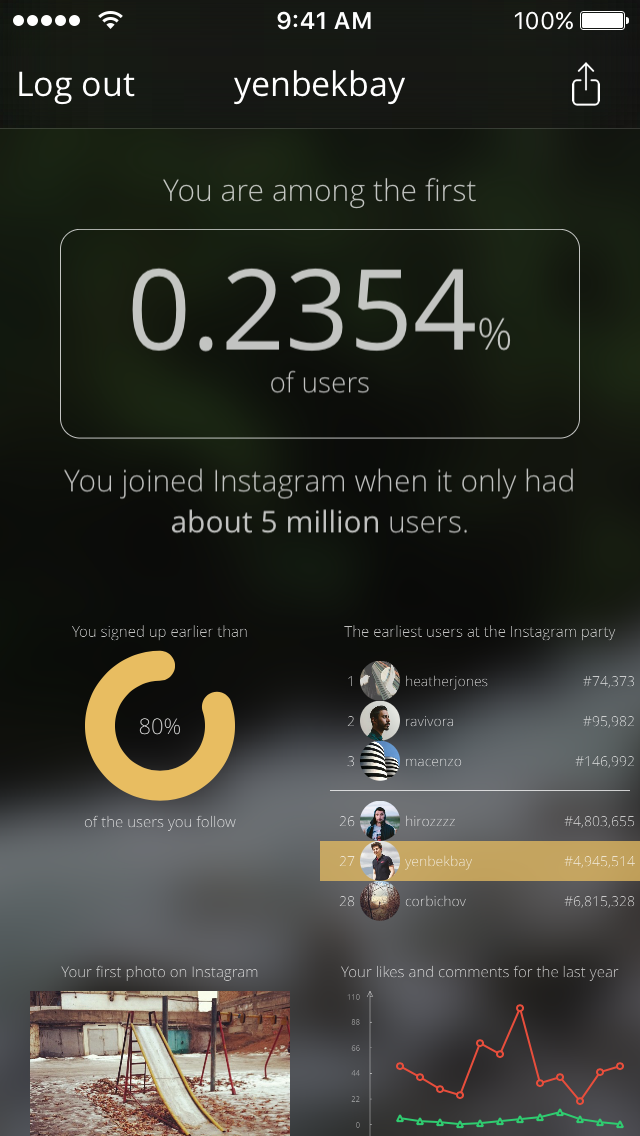 9:41 AM
100%
Log out
yenbekbay
You are among the first
0.2354%
of users
You joined Instagram when it only had
about 5 million users.
You signed up earlier than
80%
of the users you follow
The earliest users at the Instagram party
1 heatherjones #74,373
2 ravivora #95,982
3 macenzo #146,992
26 hirozzzz #4,803,655
27 yenbekbay #4,945,514
28 corbichov #6,815,328
Your first photo on Instagram
Your likes and comments for the last year
110
88
66
44
22
0